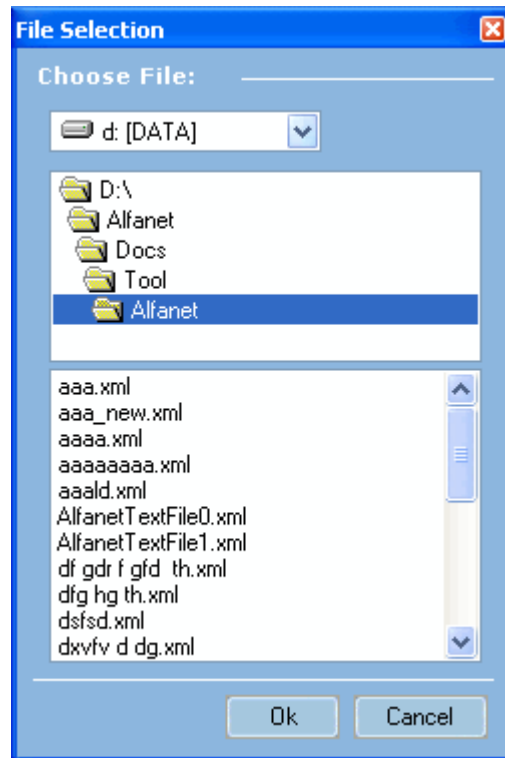 File Selection
Choose File:
d: [DATA]
D:\
Alfanet
Docs
Tool
Alfanet
aaa.xml
aaa_new.xml
aaaa.xml
aaaaaaaa.xml
aaald.xml
AlfanetTextFile0.xml
AlfanetTextFile1.xml
df gdr f gfd  th.xml
dfg hg th.xml
dsfsd.xml
dxvfv d dg.xml
Ok Cancel